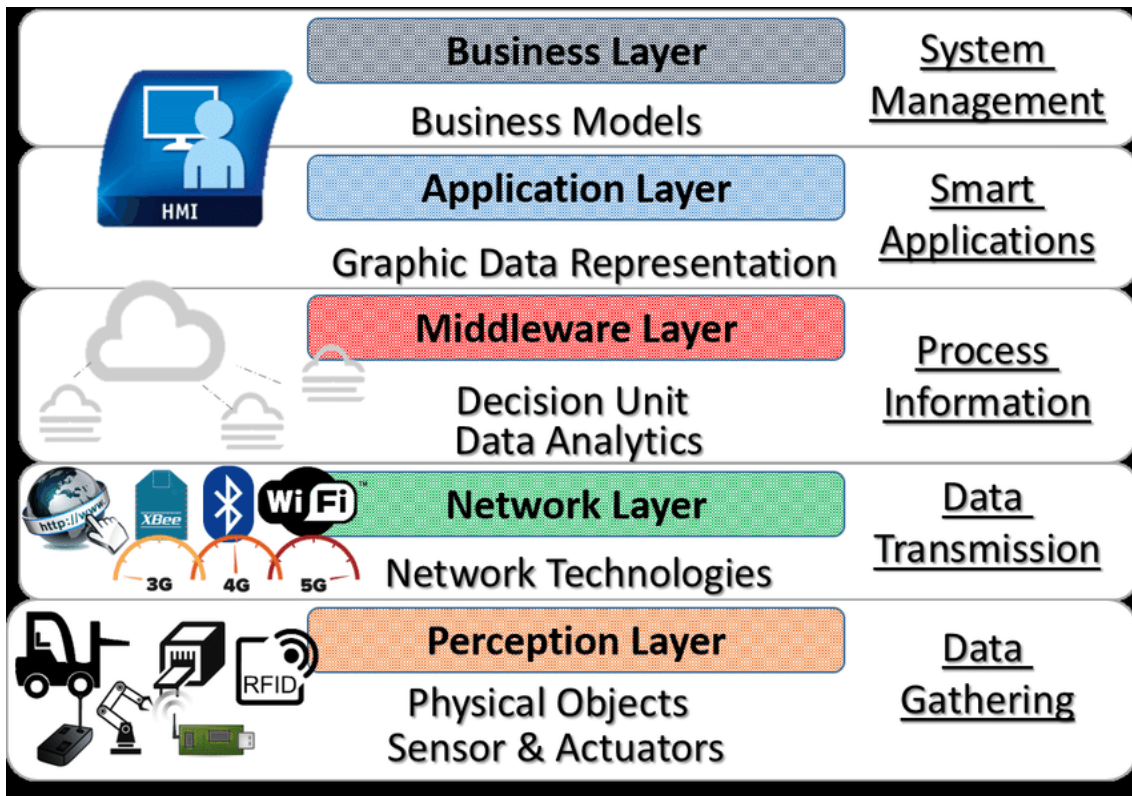 Business Layer
Business Models
System
Management
HMI
Application Layer
Graphic Data Representation
Smart
Applications
Middleware Layer
Decision Unit
Data Analytics
Process
Information
http://www.
XBee
WiFi™
3G
4G
5G
Network Layer
Network Technologies
Data
Transmission
RFID
Perception Layer
Physical Objects
Sensor & Actuators
Data
Gathering